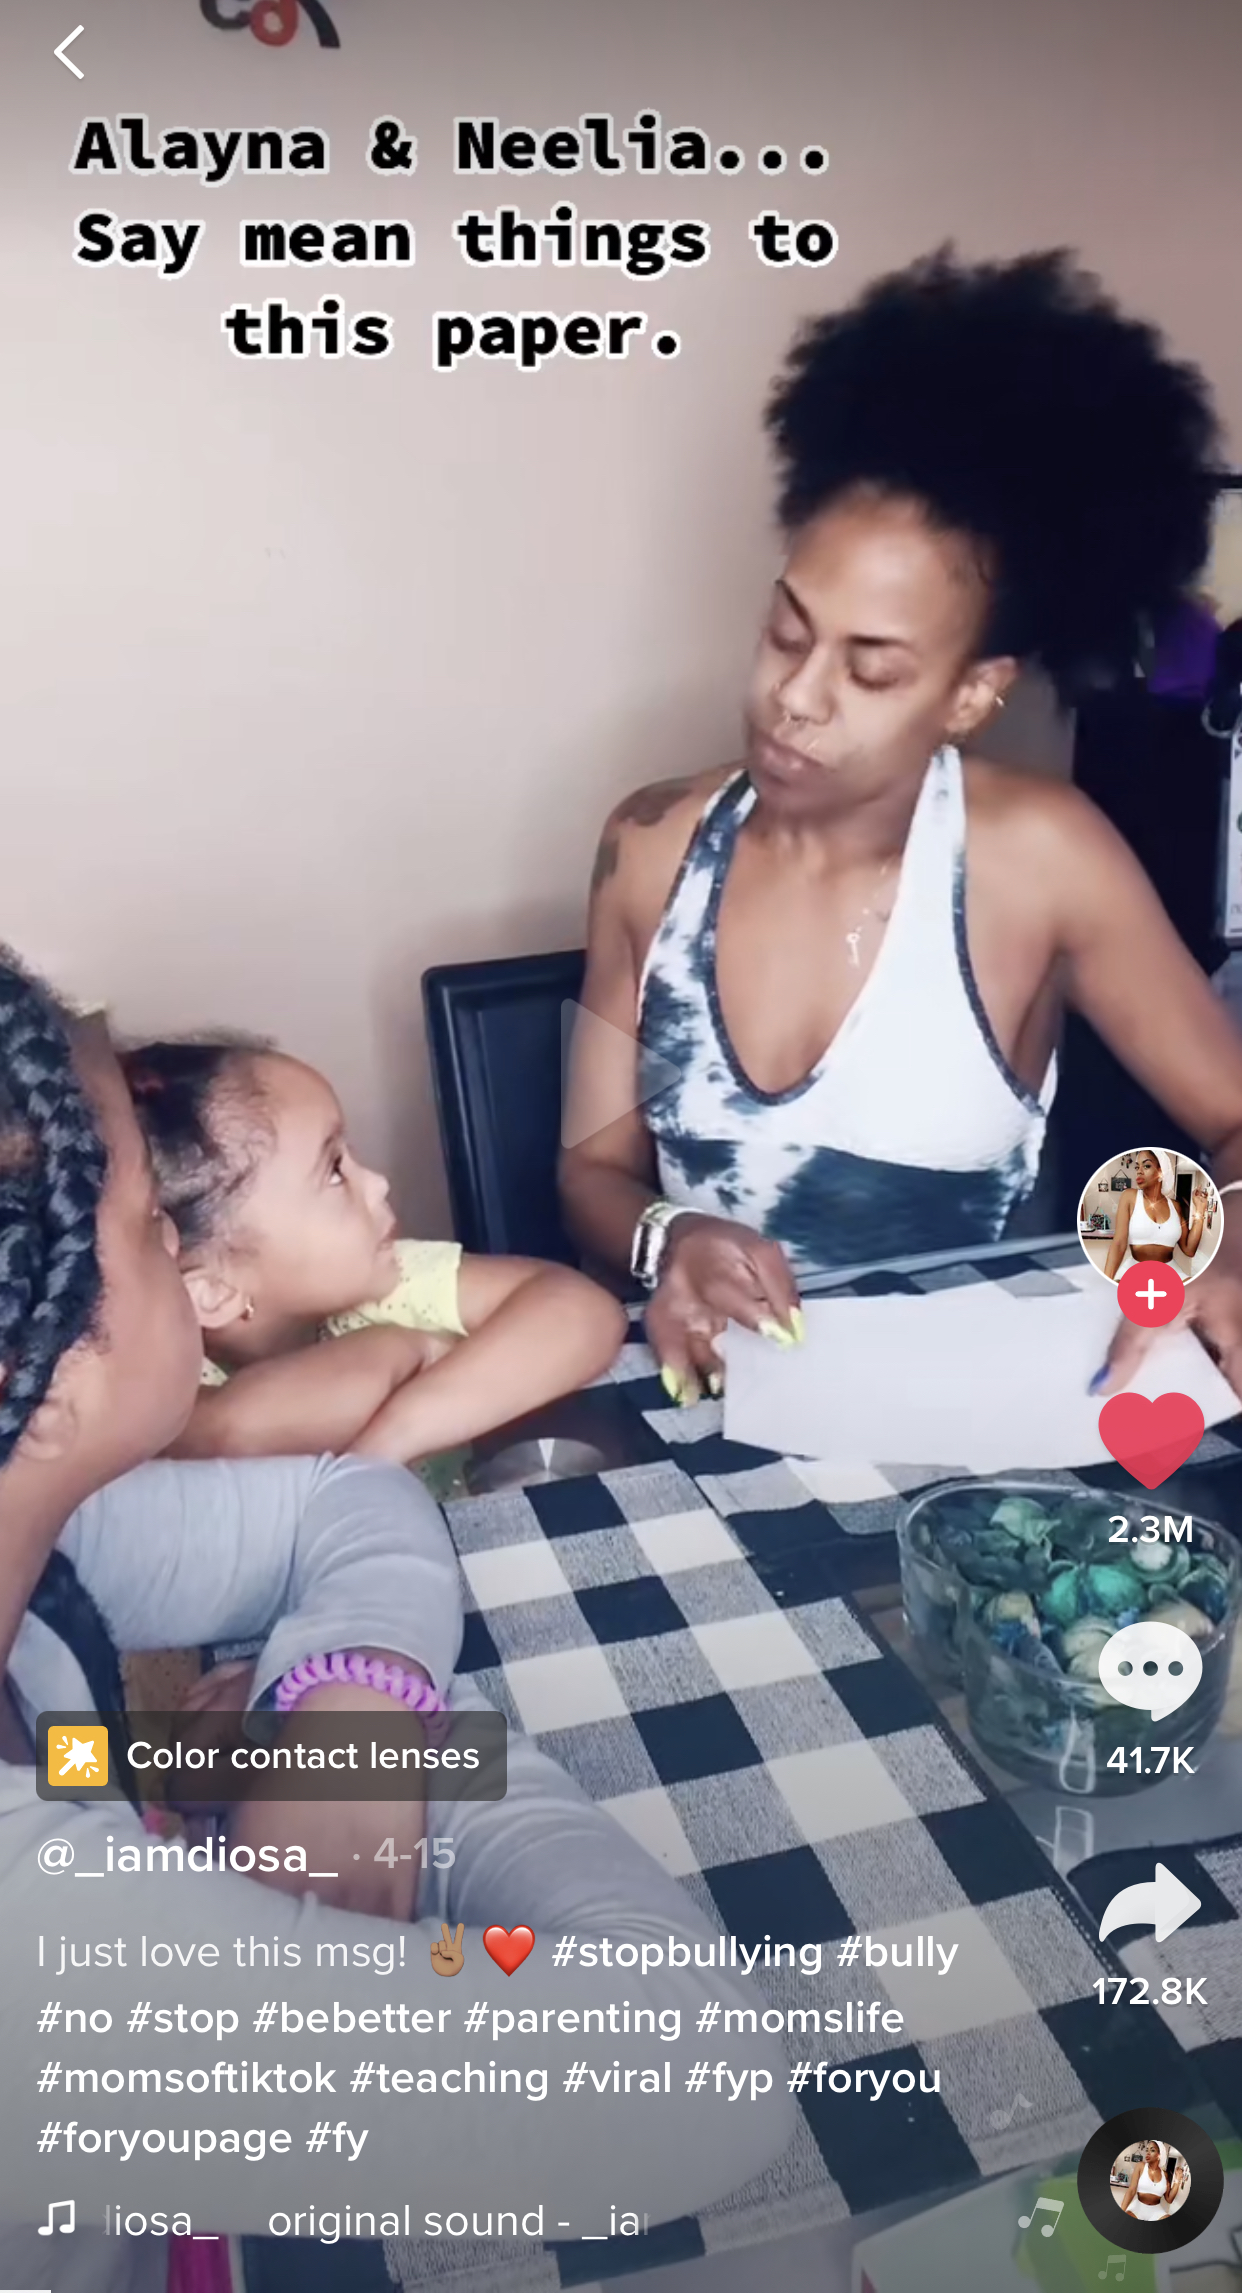 Alayna & Neelia...
Say mean things to
this paper.
2.3M
41.7K
172.8K
Color contact lenses
@_iamdiosa_ · 4-15
I just love this msg! ✌🏽❤️ #stopbullying #bully
#no #stop #bebetter #parenting #momslife
#momsoftiktok #teaching #viral #fyp #foryou
#foryoupage #fy
iosa_ original sound - _ia